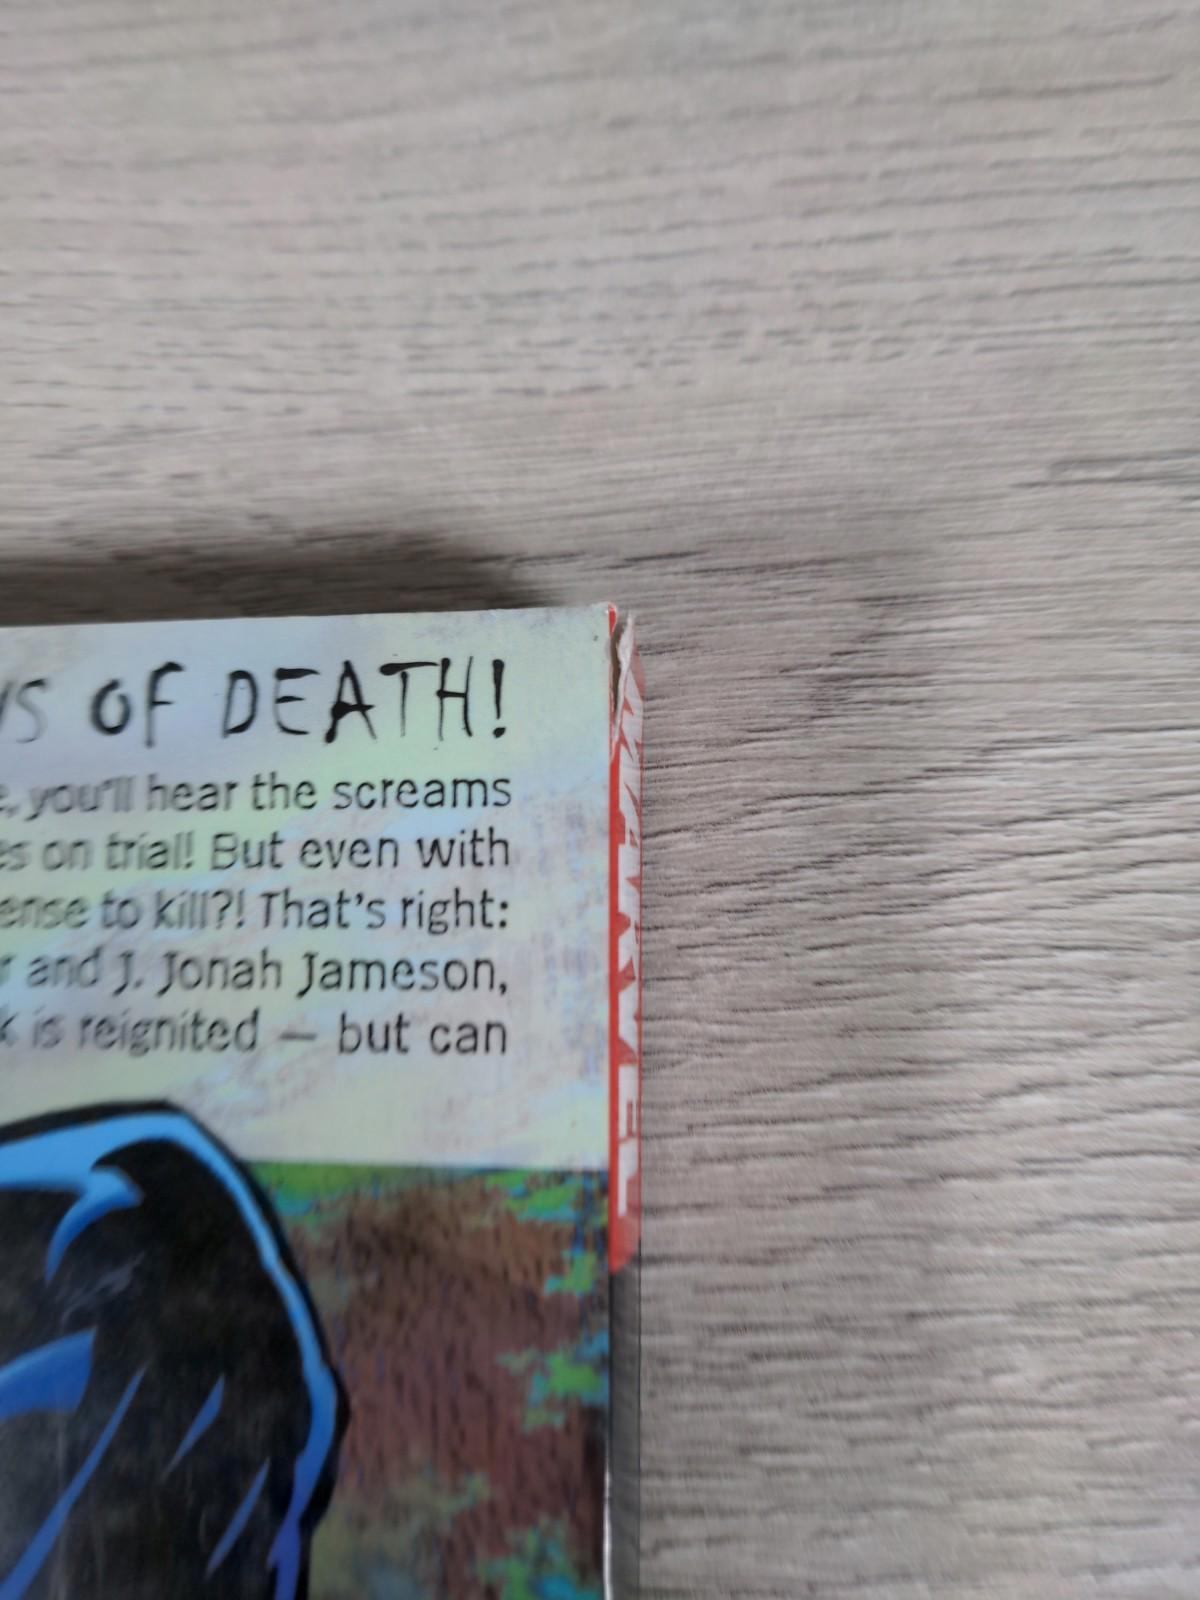 OF DEATH!
you'll hear the screams
on trial! But even with
to kill?! That's right:
and J. Jonah Jameson,
is reignited — but can
MARVEL